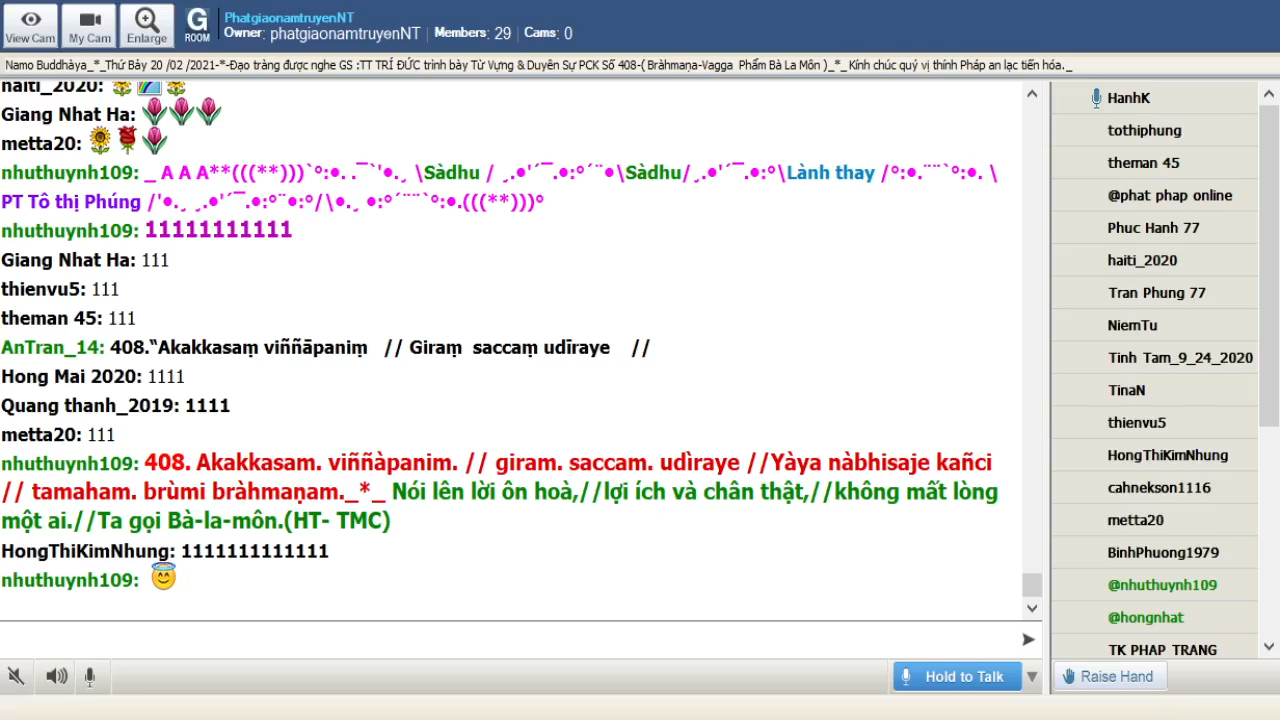 View Cam
My Cam
Enlarge
G
ROOM
PhatgiaonamtruyenNT
Owner: phatgiaonamtruyenNT | Members: 29 | Cams: 0
Namo Buddhàya_*_Thứ Bảy 20 /02 /2021-*-Đạo tràng được nghe GS :TT TRÍ ĐỨC trình bày Từ Vựng & Duyên Sự PCK Số 408-( Bràhmaṇa-Vagga Phẩm Bà La Môn )_*_ Kính chúc quý vị thính Pháp an lạc tiến hóa._
haiti_2020:
Giang Nhat Ha:
metta20:
nhuthuynh109: _ A A A**(((**)))`°:•. .¯`'•.¸ \Sàdhu / ¸.•'´¯.•:°´¨•\Sàdhu/¸.•'´¯.•:°\Lành thay /°:•.¨¨`°:•. \
PT Tô thị Phúng /'•.¸ ¸.•'´¯.•:°¨•:°/\•.¸ •:°´¨¨`°:•.(((**)))°
nhuthuynh109: 11111111111
Giang Nhat Ha: 111
thienvu5: 111
theman 45: 111
AnTran_14: 408.“Akakkasaṃ viññāpaniṃ // Giraṃ saccaṃ udīraye //
Hong Mai 2020: 1111
Quang thanh_2019: 1111
metta20: 111
nhuthuynh109: 408. Akakkasam. viññàpanim. // giram. saccam. udìraye //Yàya nàbhisaje kañci
// tamaham. brùmi bràhmaṇam._*_ Nói lên lời ôn hoà,//lợi ích và chân thật,//không mất lòng
một ai.//Ta gọi Bà-la-môn.(HT- TMC)
HongThiKimNhung: 1111111111111
nhuthuynh109:
Hold to Talk
HanhK
tothiphung
theman 45
@phat phap online
Phuc Hanh 77
haiti_2020
Tran Phung 77
NiemTu
Tinh Tam_9_24_2020
TinaN
thienvu5
HongThiKimNhung
cahnekson1116
metta20
BinhPhuong1979
@nhuthuynh109
@hongnhat
TK PHAP TRANG
Raise Hand